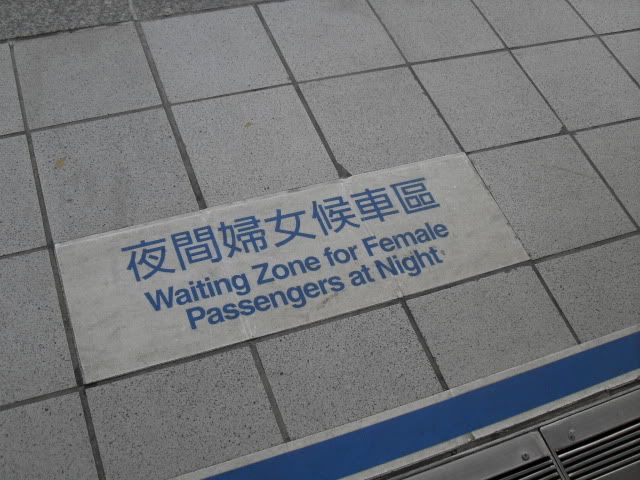 夜間婦女候車區
Waiting Zone for Female
Passengers at Night